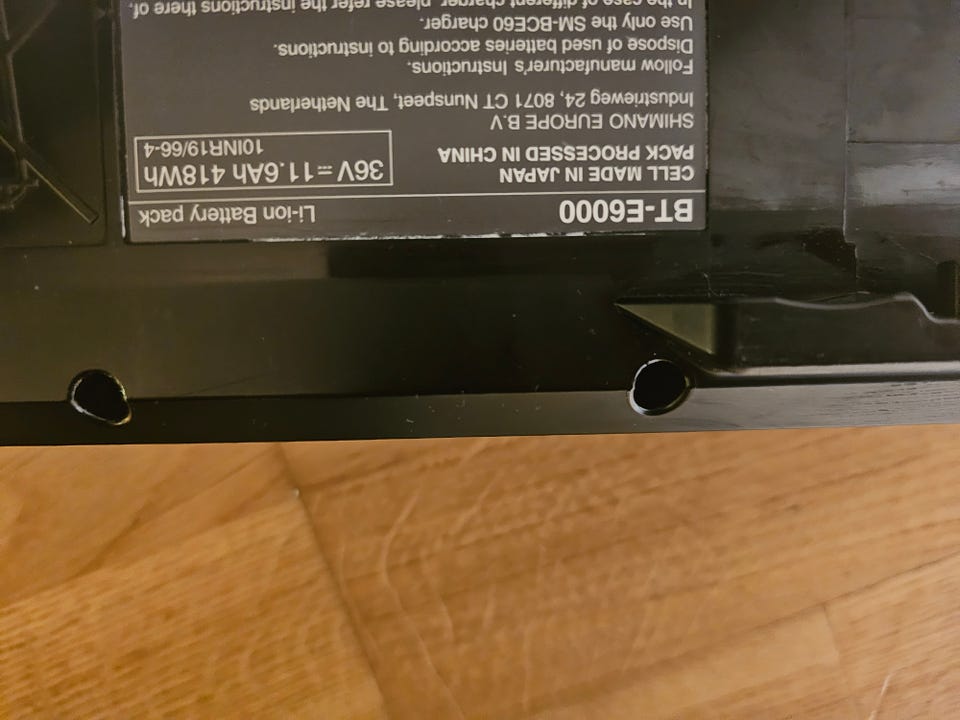 BT-E6000 Li-ion Battery pack
CELL MADE IN JAPAN
PACK PROCESSED IN CHINA
36V=11.6Ah 418Wh
10INR19/66-4
SHIMANO EUROPE B.V
Industrieweg 24, 8071 CT Nunspeet, The Netherlands
Follow manufacturer's Instructions.
Dispose of used batteries according to instructions.
Use only the SM-BCE60 charger.
In the case of different charger, please refer the instructions there of.